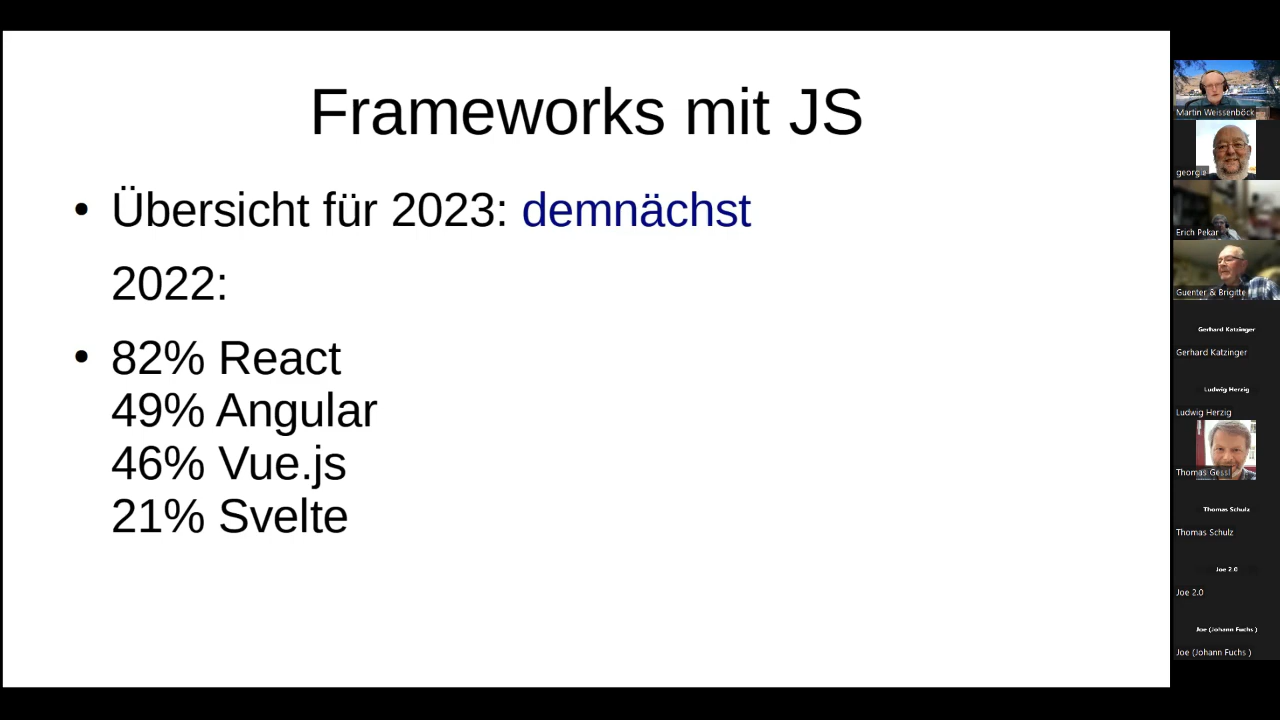 Frameworks mit JS
• Übersicht für 2023: demnächst
2022:
• 82% React
49% Angular
46% Vue.js
21% Svelte
Martin Weissenböck
georgie
Erich Pekar
Guenter & Brigitte
Gerhard Katzinger
Gerhard Katzinger
Ludwig Herzig
Ludwig Herzig
Thomas Gessl
Thomas Schulz
Thomas Schulz
Joe 2.0
Joe 2.0
Joe (Johann Fuchs )
Joe (Johann Fuchs )